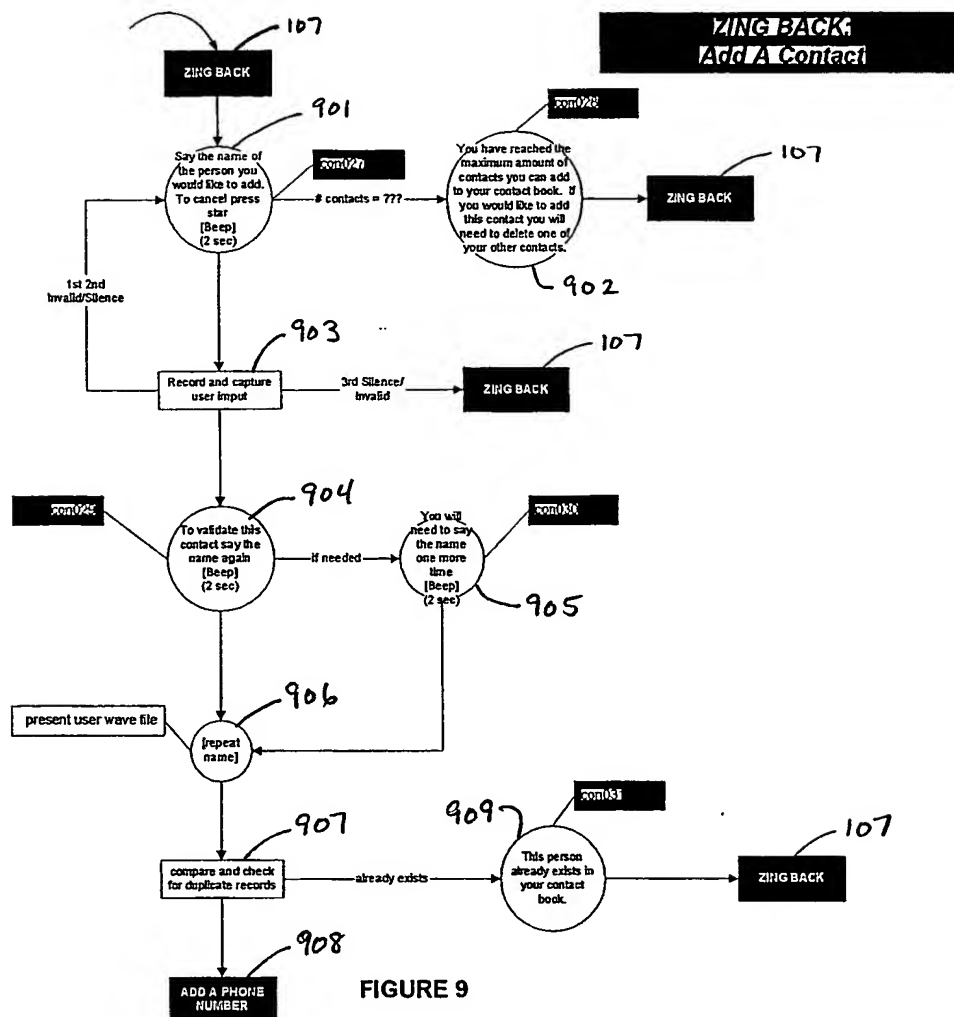 107
ZING BACK:
Add A Contact
ZING BACK
901
con028
Say the name of
the person you
would like to add.
To cancel press
star
[Beep]
(2 sec)
con027
# contacts = ???
You have reached the
maximum amount of
contacts you can add
to your contact book. If
you would like to add
this contact you will
need to delete one of
your other contacts.
107
ZING BACK
902
1st 2nd
Invalid/Silence
903
Record and capture
user imput
3rd Silence/
Invalid
107
ZING BACK
con029
904
To validate this
contact say the
name again
[Beep]
(2 sec)
If needed
You will
need to say
the name
one more
time
[Beep]
(2 sec)
con030
905
906
present user wave file
[repeat
name]
907
compare and check
for duplicate records
already exists
con031
909
This person
already exists in
your contact
book.
107
ZING BACK
908
ADD A PHONE
NUMBER
FIGURE 9